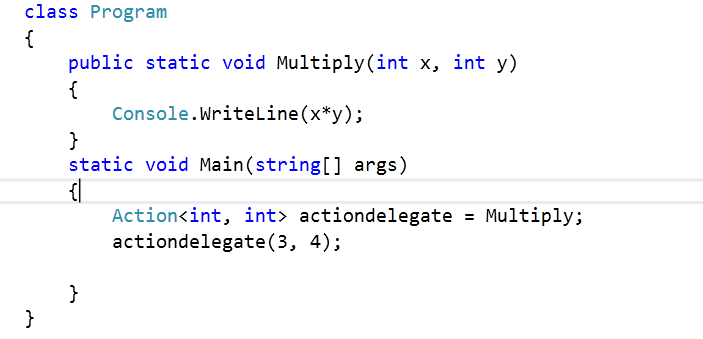 class Program
{
    public static void Multiply(int x, int y)
    {
        Console.WriteLine(x*y);
    }
    static void Main(string[] args)
    {
        Action<int, int> actiondelegate = Multiply;
        actiondelegate(3, 4);

    }
}